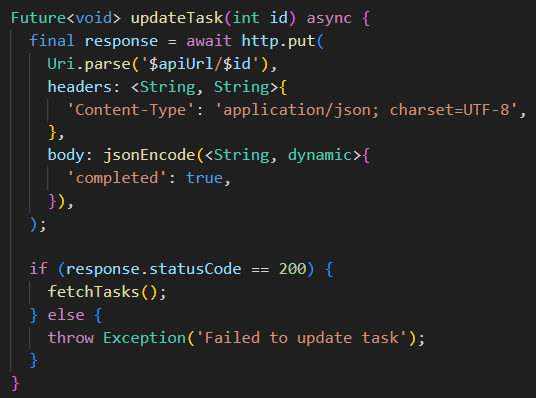 Future<void> updateTask(int id) async {
  final response = await http.put(
    Uri.parse('$apiUrl/$id'),
    headers: <String, String>{
      'Content-Type': 'application/json; charset=UTF-8',
    },
    body: jsonEncode(<String, dynamic>{
      'completed': true,
    }),
  );

  if (response.statusCode == 200) {
    fetchTasks();
  } else {
    throw Exception('Failed to update task');
  }
}